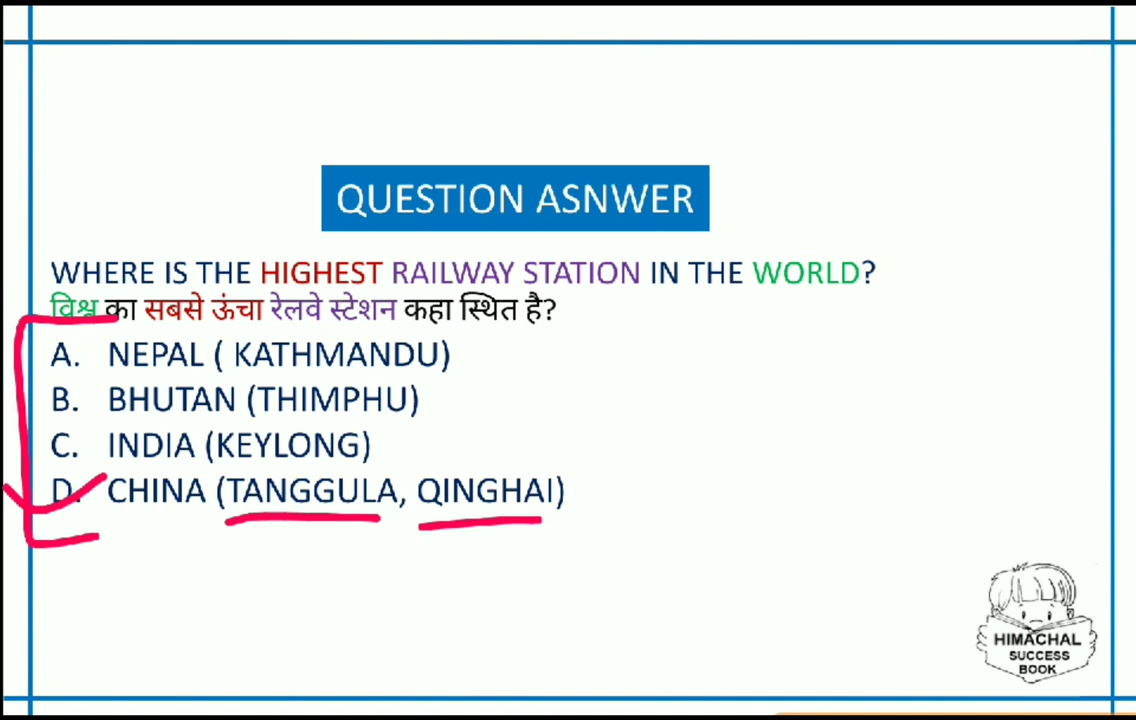 QUESTION ASNWER
WHERE IS THE HIGHEST RAILWAY STATION IN THE WORLD?
विश्व का सबसे ऊंचा रेलवे स्टेशन कहा स्थित है?
A. NEPAL ( KATHMANDU)
B. BHUTAN (THIMPHU)
C. INDIA (KEYLONG)
D. CHINA (TANGGULA, QINGHAI)
HIMACHAL
SUCCESS
BOOK